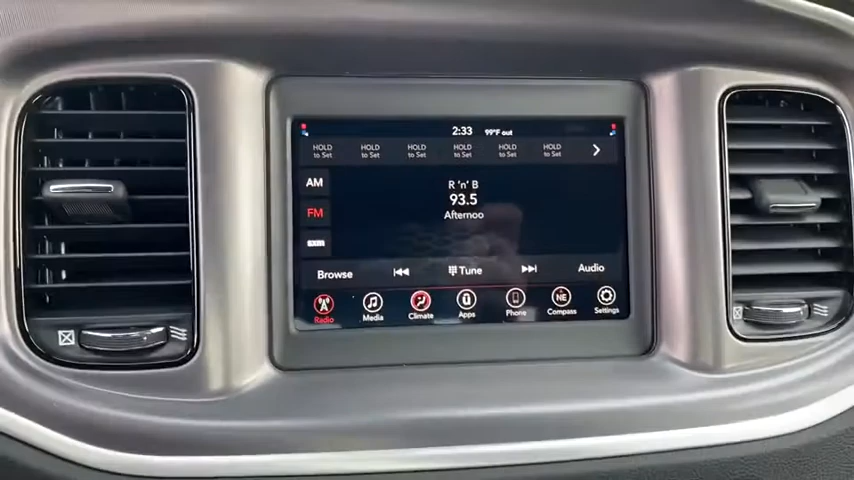 2:33 99°F out
HOLD to Set
HOLD to Set
HOLD to Set
HOLD to Set
HOLD to Set
HOLD to Set
AM
R 'n' B
93.5
FM
Afternoo
sxm
Browse Tune Audio
NE
Radio Media Climate Apps Phone Compass Settings